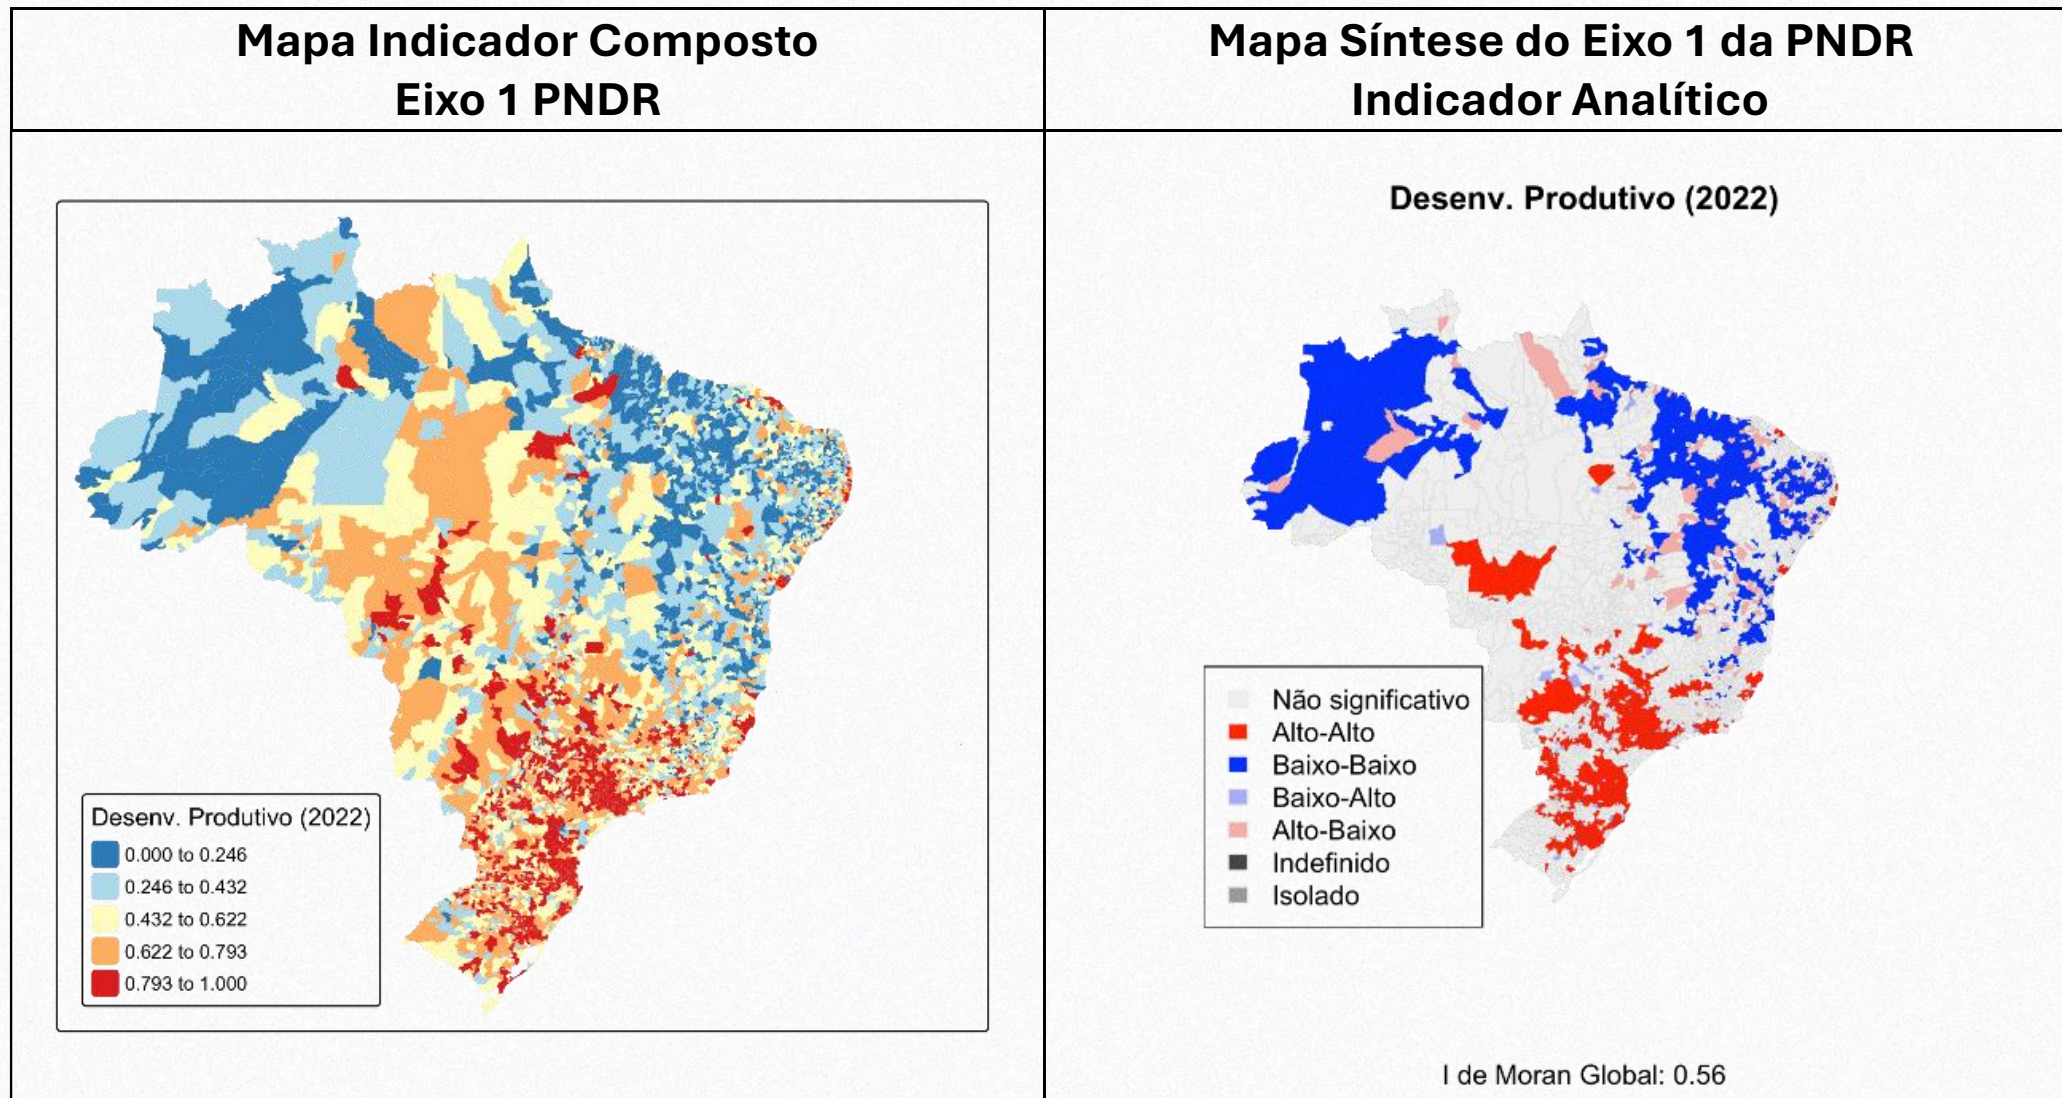 Mapa Indicador Composto
Eixo 1 PNDR
Mapa Síntese do Eixo 1 da PNDR
Indicador Analítico
Desenv. Produtivo (2022)
0.000 to 0.246
0.246 to 0.432
0.432 to 0.622
0.622 to 0.793
0.793 to 1.000
Desenv. Produtivo (2022)
Não significativo
Alto-Alto
Baixo-Baixo
Baixo-Alto
Alto-Baixo
Indefinido
Isolado
I de Moran Global: 0.56